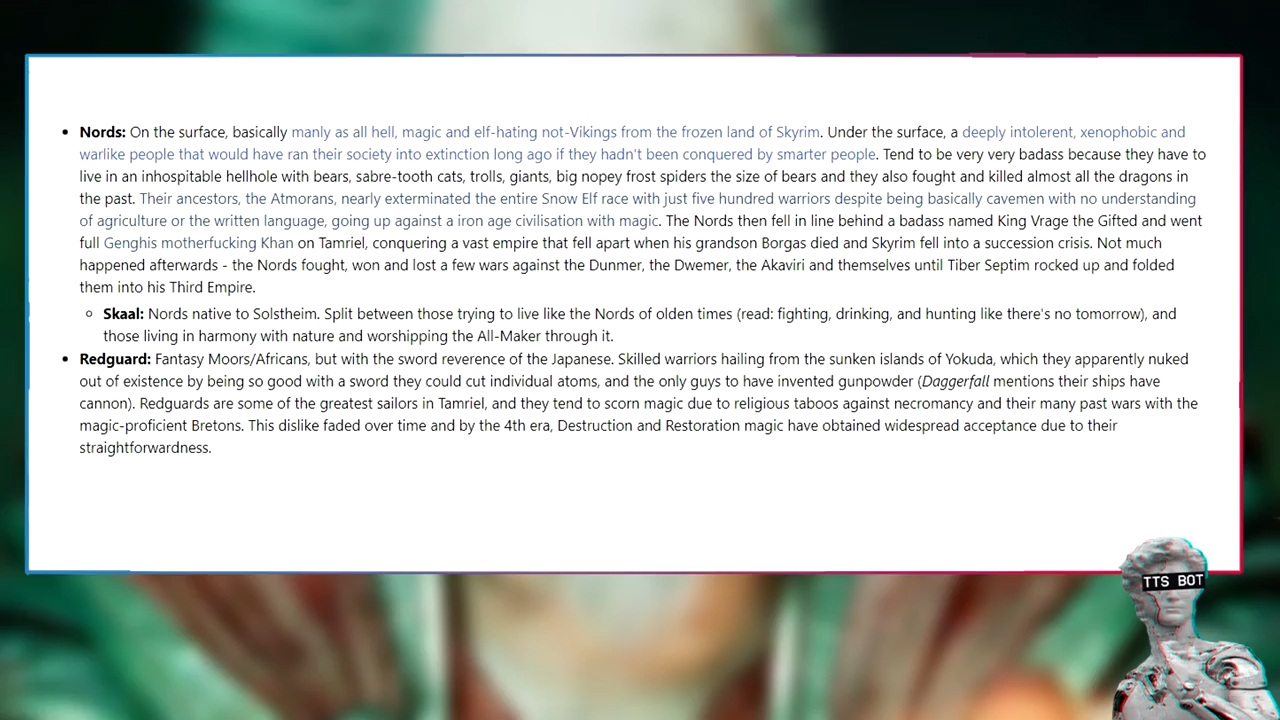 • Nords: On the surface, basically manly as all hell, magic and elf-hating not-Vikings from the frozen land of Skyrim. Under the surface, a deeply intolerent, xenophobic and
warlike people that would have ran their society into extinction long ago if they hadn't been conquered by smarter people. Tend to be very very badass because they have to
live in an inhospitable hellhole with bears, sabre-tooth cats, trolls, giants, big nopey frost spiders the size of bears and they also fought and killed almost all the dragons in
the past. Their ancestors, the Atmorans, nearly exterminated the entire Snow Elf race with just five hundred warriors despite being basically cavemen with no understanding
of agriculture or the written language, going up against a iron age civilisation with magic. The Nords then fell in line behind a badass named King Vrage the Gifted and went
full Genghis motherfucking Khan on Tamriel, conquering a vast empire that fell apart when his grandson Borgas died and Skyrim fell into a succession crisis. Not much
happened afterwards - the Nords fought, won and lost a few wars against the Dunmer, the Dwemer, the Akaviri and themselves until Tiber Septim rocked up and folded
them into his Third Empire.
◦ Skaal: Nords native to Solstheim. Split between those trying to live like the Nords of olden times (read: fighting, drinking, and hunting like there's no tomorrow), and
those living in harmony with nature and worshipping the All-Maker through it.
• Redguard: Fantasy Moors/Africans, but with the sword reverence of the Japanese. Skilled warriors hailing from the sunken islands of Yokuda, which they apparently nuked
out of existence by being so good with a sword they could cut individual atoms, and the only guys to have invented gunpowder (Daggerfall mentions their ships have
cannon). Redguards are some of the greatest sailors in Tamriel, and they tend to scorn magic due to religious taboos against necromancy and their many past wars with the
magic-proficient Bretons. This dislike faded over time and by the 4th era, Destruction and Restoration magic have obtained widespread acceptance due to their
straightforwardness.
TTS BOT